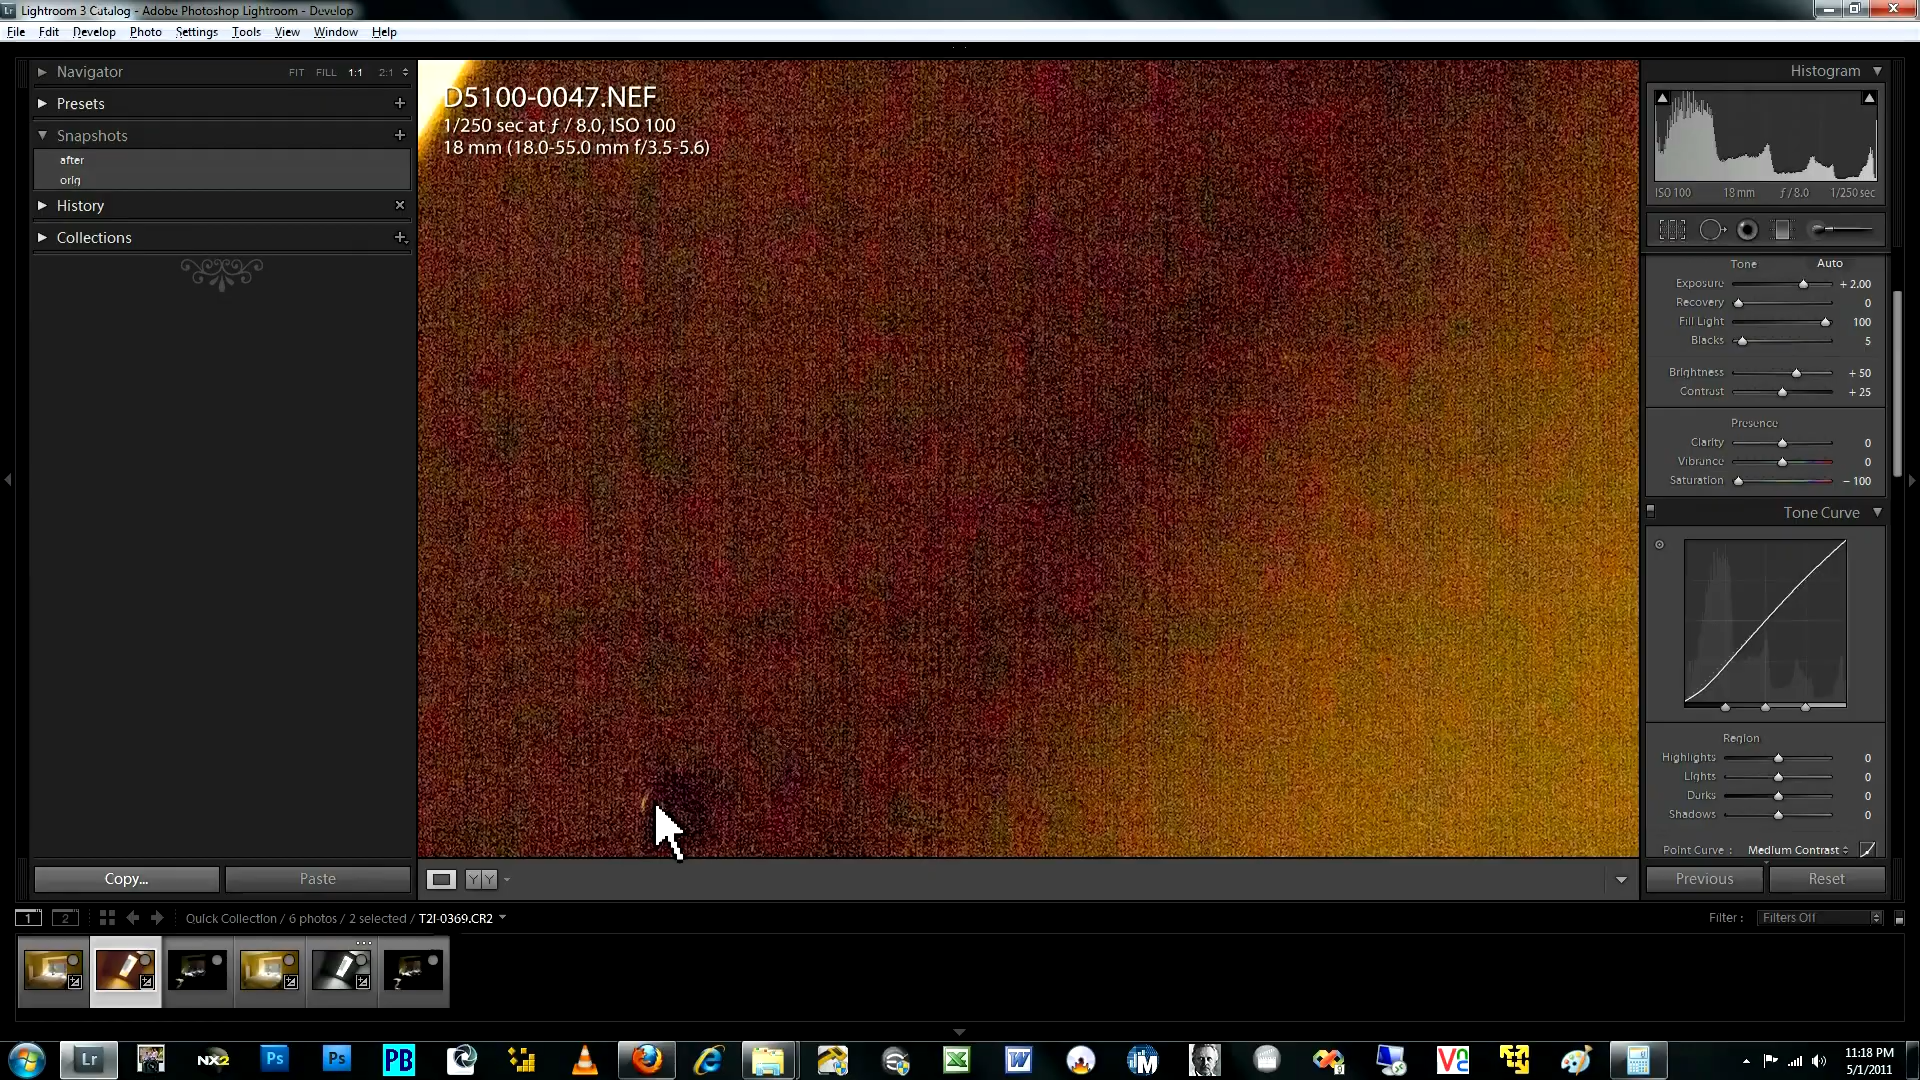 Lightroom 3 Catalog - Adobe Photoshop Lightroom - Develop
File Edit Develop Photo Settings Tools View Window Help
Navigator FIT FILL 1:1 2:1
Presets
Snapshots
after
orig
History
Collections
Copy... Paste
D5100-0047.NEF
1/250 sec at ƒ / 8.0, ISO 100
18 mm (18.0-55.0 mm f/3.5-5.6)
Histogram
ISO 100 18 mm ƒ / 8.0 1/250 sec
Tone Auto
Exposure + 2.00
Recovery 0
Fill Light 100
Blacks 5
Brightness + 50
Contrast + 25
Presence
Clarity 0
Vibrance 0
Saturation – 100
Tone Curve
Region
Highlights 0
Lights 0
Darks 0
Shadows 0
Point Curve : Medium Contrast
Previous Reset
1 2 Quick Collection / 6 photos / 2 selected / T2I-0369.CR2
Filter : Filters Off
Lr NX2 Ps Ps PB
11:18 PM
5/1/2011